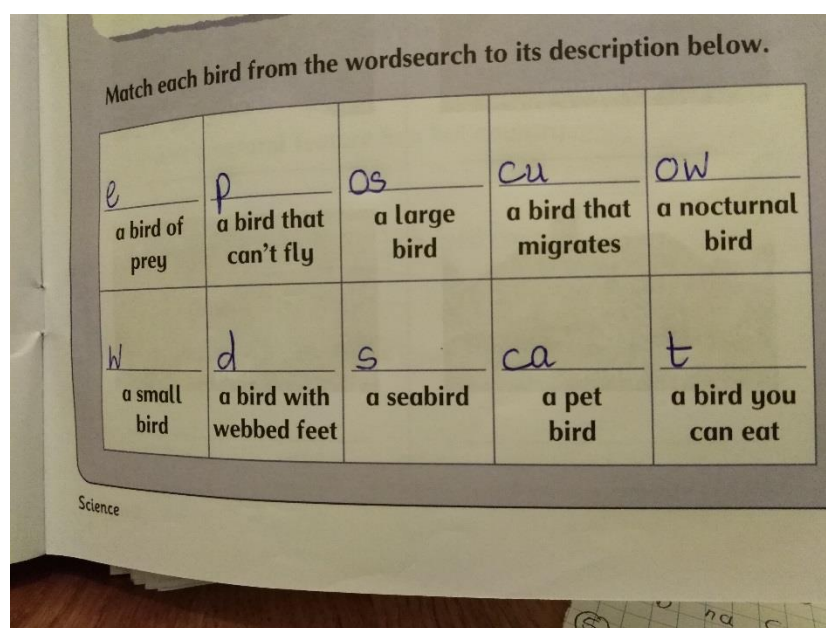 Match each bird from the wordsearch to its description below.
e p os cu ow
a bird of prey
a bird that can't fly
a large bird
a bird that migrates
a nocturnal bird
w d s ca t
a small bird
a bird with webbed feet
a seabird
a pet bird
a bird you can eat
Science